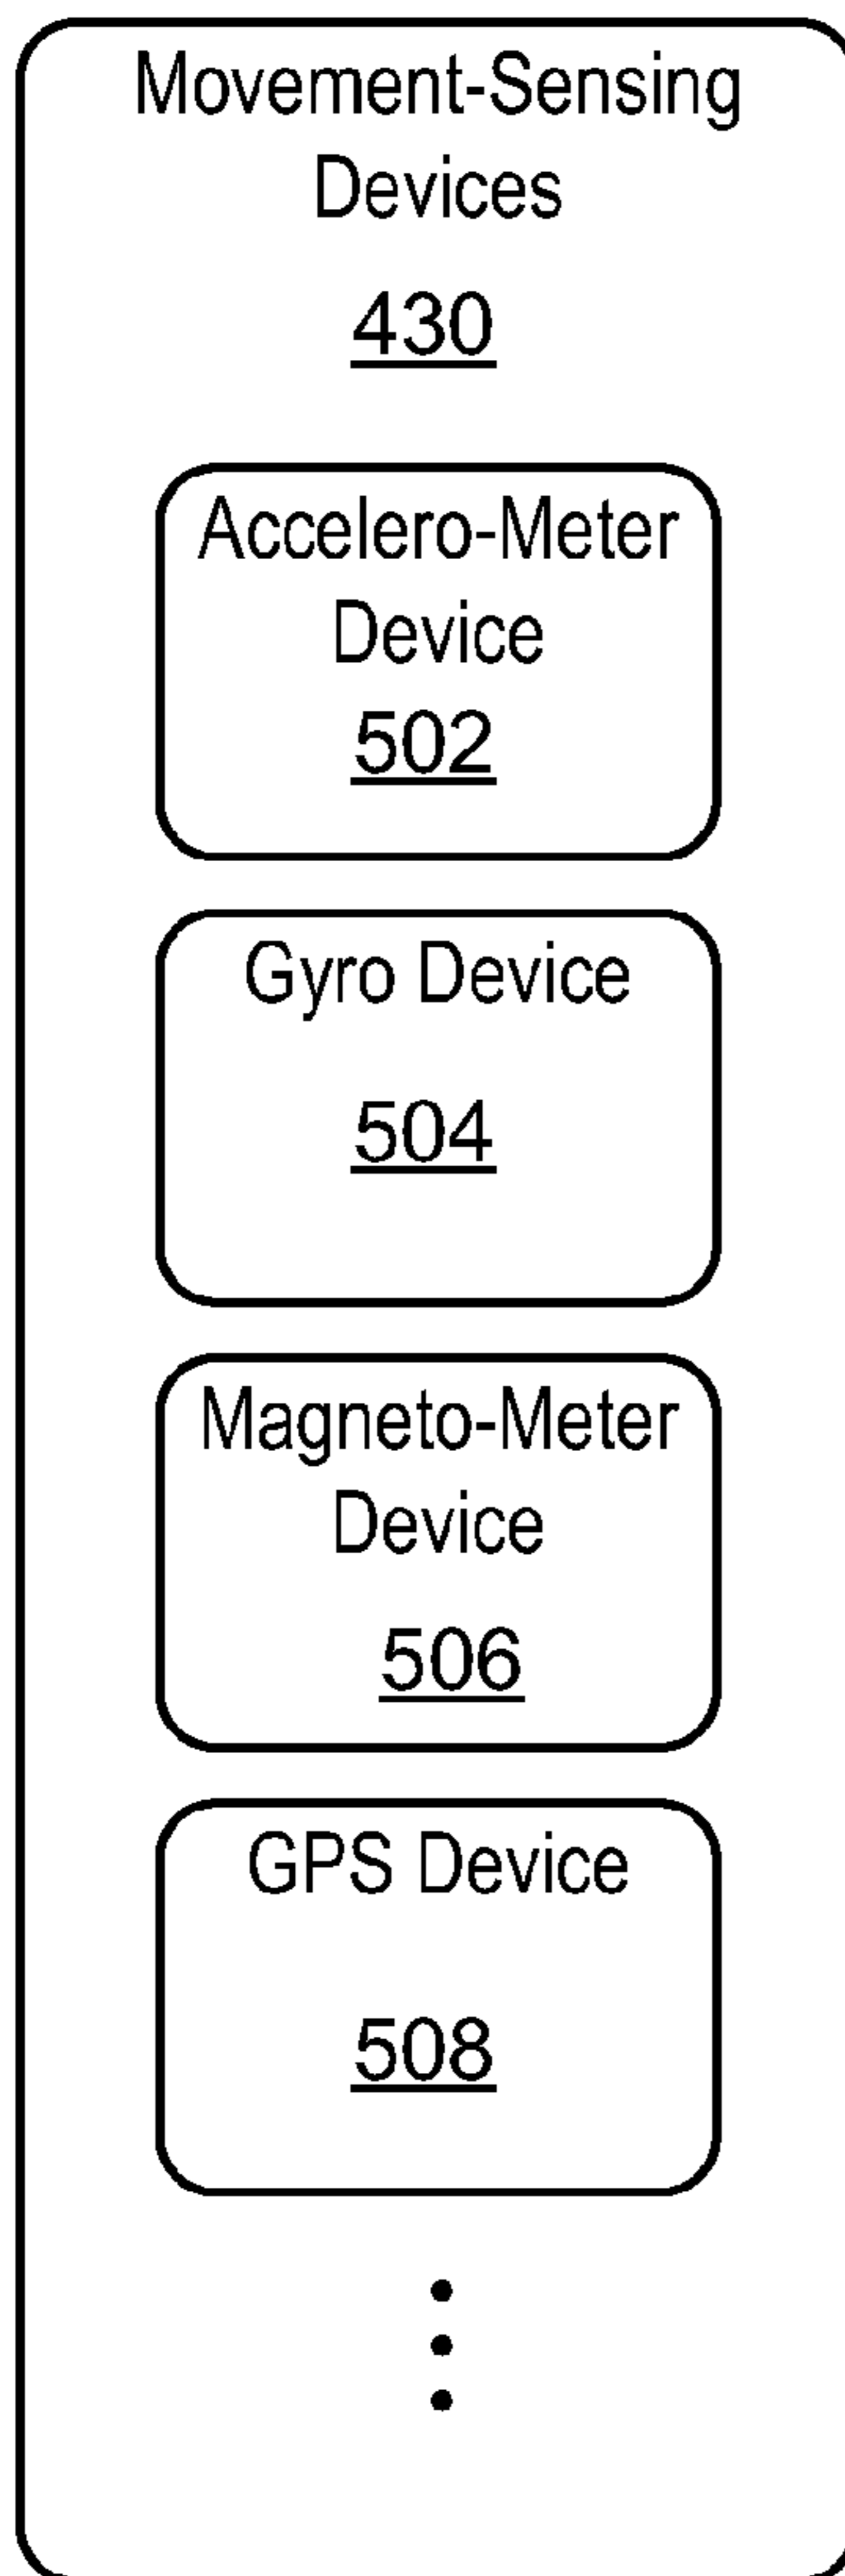 Movement-Sensing
Devices
430
Accelero-Meter
Device
502
Gyro Device
504
Magneto-Meter
Device
506
GPS Device
508